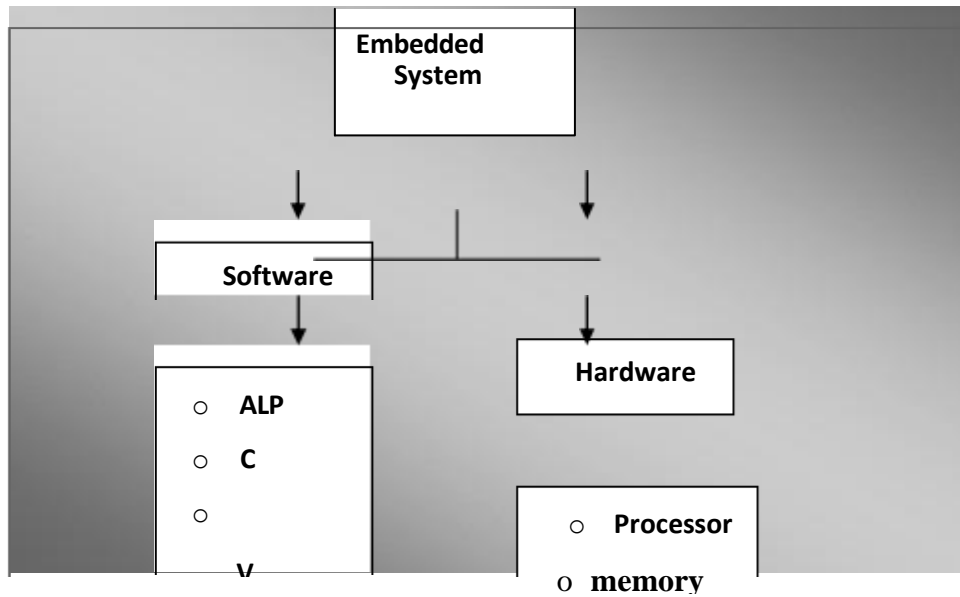 Embedded
System
Software
○ ALP
○ C
○
V
Hardware
○ Processor
o memory